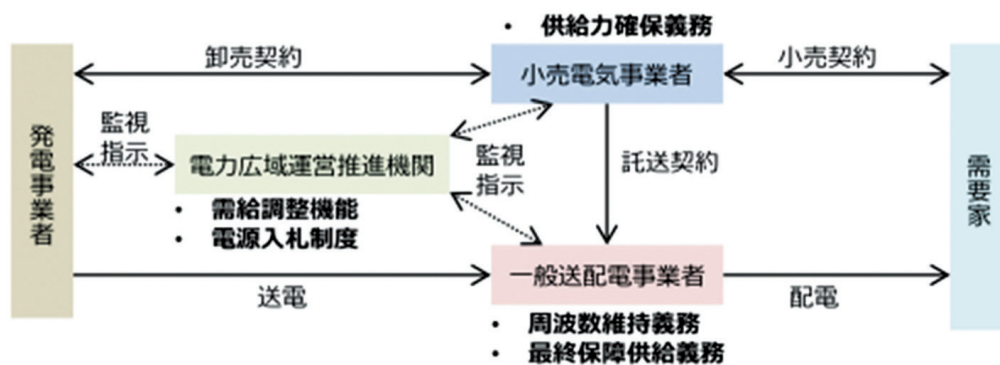 ・ 供給力確保義務
卸売契約
小売電気事業者
小売契約
発電事業者
監視
指示
電力広域運営推進機関
・ 需給調整機能
・ 電源入札制度
監視
指示
託送契約
需要家
送電
一般送配電事業者
配電
・ 周波数維持義務
・ 最終保障供給義務